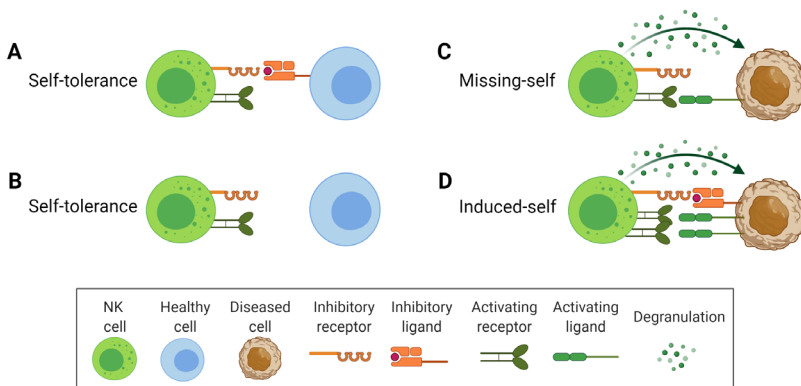 A
Self-tolerance
B
Self-tolerance
C
Missing-self
D
Induced-self
NK
cell
Healthy
cell
Diseased
cell
Inhibitory
receptor
Inhibitory
ligand
Activating
receptor
Activating
ligand
Degranulation